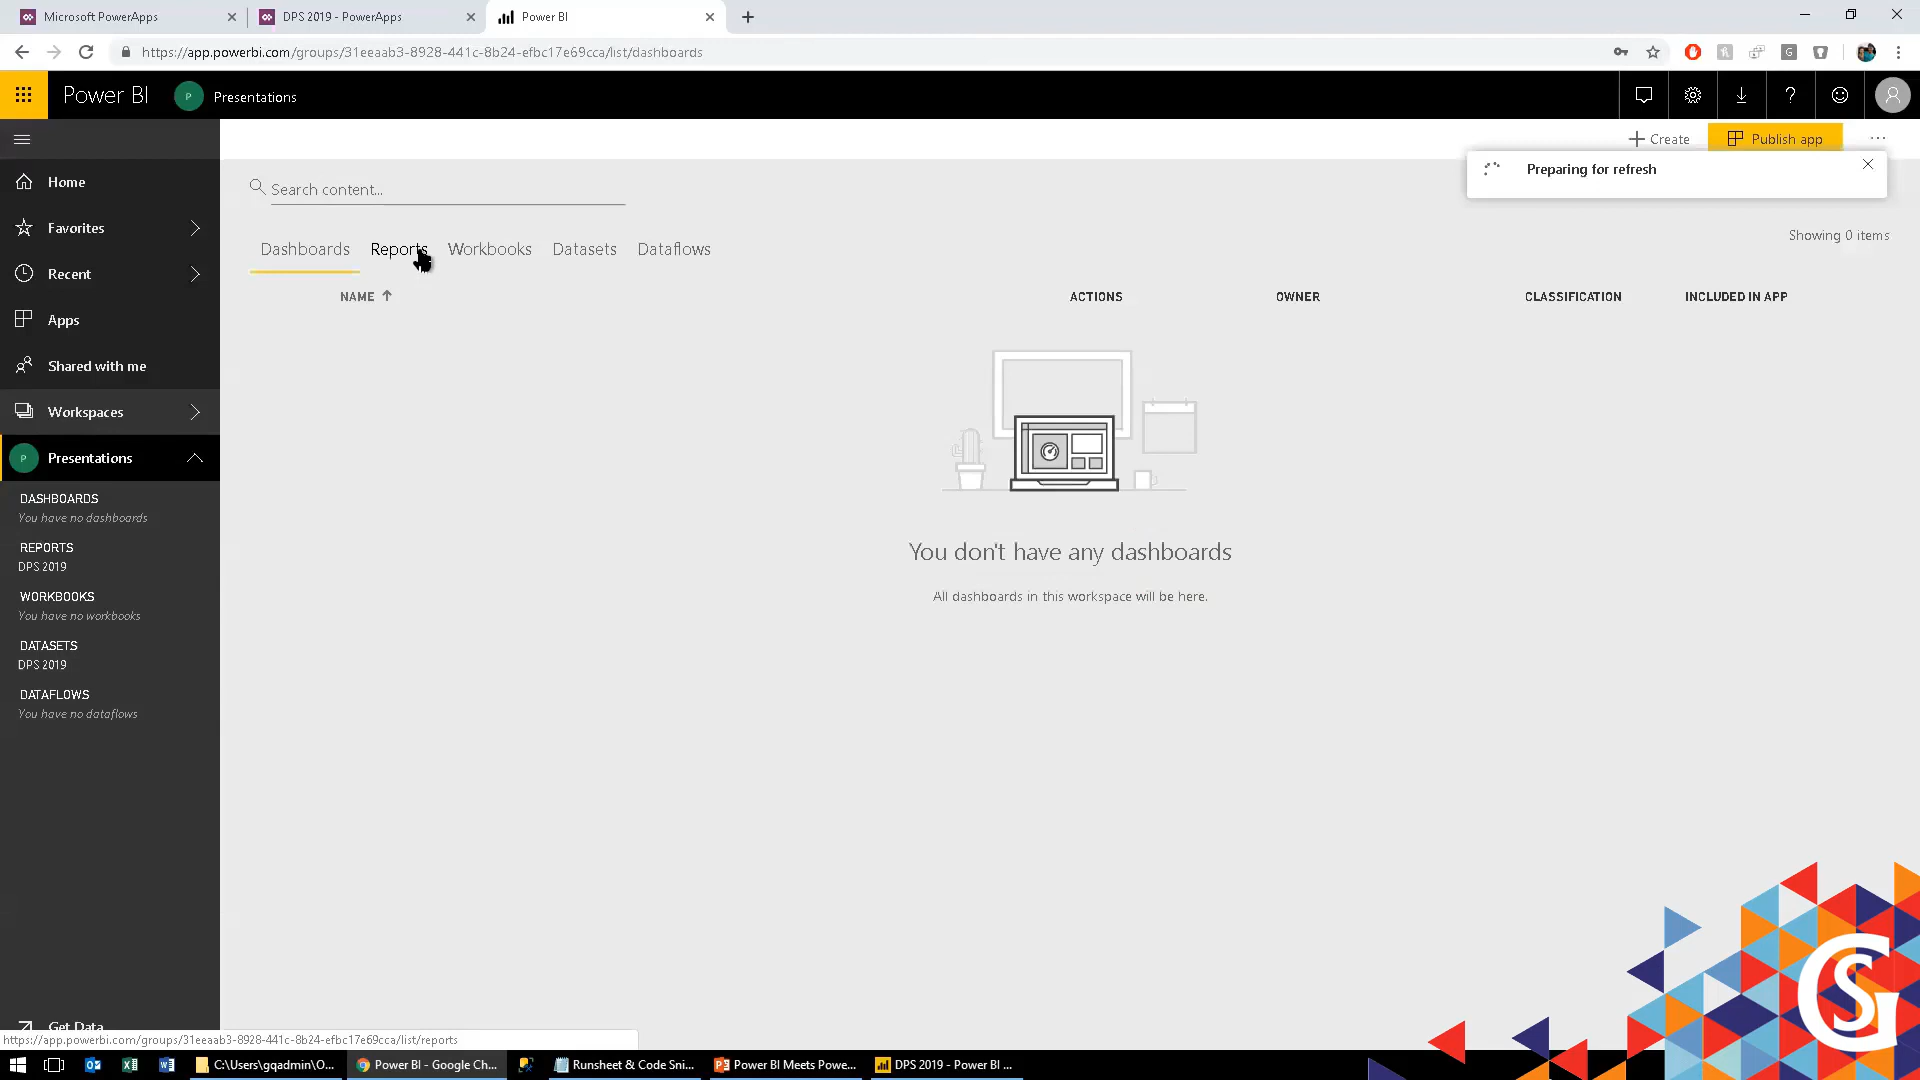 Microsoft PowerApps
DPS 2019 - PowerApps
Power BI
https://app.powerbi.com/groups/31eeaab3-8928-441c-8b24-efbc17e69cca/list/dashboards
Power BI
P
Presentations
Create
Publish app
Preparing for refresh
Home
Search content...
Favorites
Dashboards
Reports
Workbooks
Datasets
Dataflows
Showing 0 items
Recent
NAME
ACTIONS
OWNER
CLASSIFICATION
INCLUDED IN APP
Apps
Shared with me
Workspaces
P
Presentations
DASHBOARDS
You have no dashboards
REPORTS
DPS 2019
WORKBOOKS
You have no workbooks
DATASETS
DPS 2019
DATAFLOWS
You have no dataflows
You don't have any dashboards
All dashboards in this workspace will be here.
Get Data
https://app.powerbi.com/groups/31eeaab3-8928-441c-8b24-efbc17e69cca/list/reports
C:\Users\gqadmin\O...
Power BI - Google Ch...
Runsheet & Code Sni...
Power BI Meets Powe...
DPS 2019 - Power BI ...